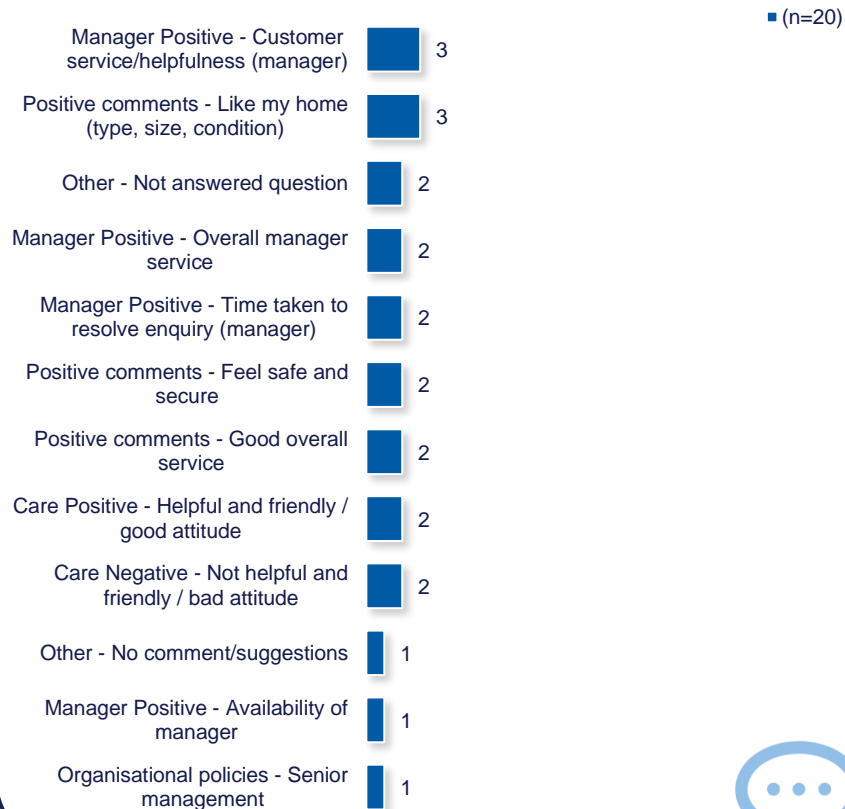 (n=20)
Manager Positive - Customer
service/helpfulness (manager)
3
Positive comments - Like my home
(type, size, condition)
3
Other - Not answered question
2
Manager Positive - Overall manager
service
2
Manager Positive - Time taken to
resolve enquiry (manager)
2
Positive comments - Feel safe and
secure
2
Positive comments - Good overall
service
2
Care Positive - Helpful and friendly /
good attitude
2
Care Negative - Not helpful and
friendly / bad attitude
2
Other - No comment/suggestions
1
Manager Positive - Availability of
manager
1
Organisational policies - Senior
management
1